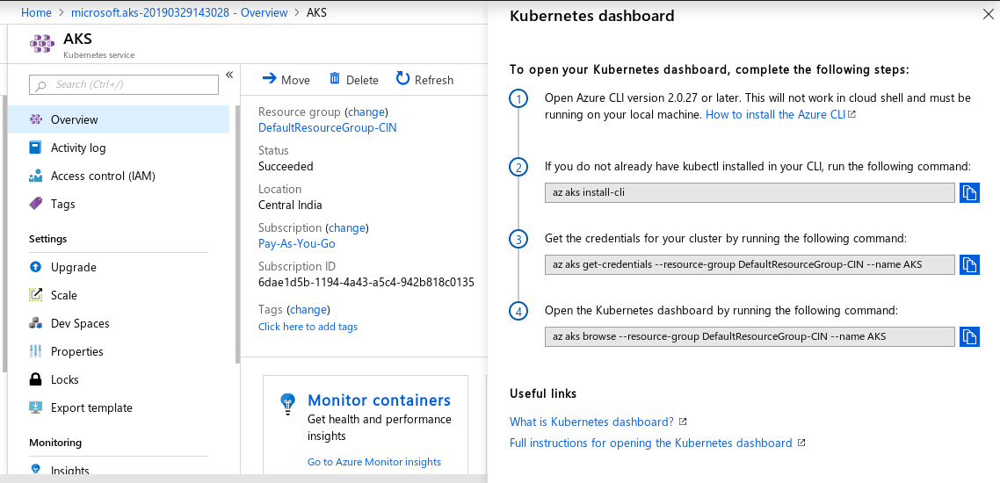 Home > microsoft.aks-20190329143028 - Overview > AKS
AKS
Kubernetes service
Search (Ctrl+/)
«
Overview
Activity log
Access control (IAM)
Tags
Settings
Upgrade
Scale
Dev Spaces
Properties
Locks
Export template
Monitoring
Insights
Move
Delete
Refresh
Resource group (change)
DefaultResourceGroup-CIN
Status
Succeeded
Location
Central India
Subscription (change)
Pay-As-You-Go
Subscription ID
6dae1d5b-1194-4a43-a5c4-942b818c0135
Tags (change)
Click here to add tags
Monitor containers
Get health and performance
insights
Go to Azure Monitor insights
Kubernetes dashboard
To open your Kubernetes dashboard, complete the following steps:
1
Open Azure CLI version 2.0.27 or later. This will not work in cloud shell and must be
running on your local machine. How to install the Azure CLI
2
If you do not already have kubectl installed in your CLI, run the following command:
az aks install-cli
3
Get the credentials for your cluster by running the following command:
az aks get-credentials --resource-group DefaultResourceGroup-CIN --name AKS
4
Open the Kubernetes dashboard by running the following command:
az aks browse --resource-group DefaultResourceGroup-CIN --name AKS
Useful links
What is Kubernetes dashboard?
Full instructions for opening the Kubernetes dashboard